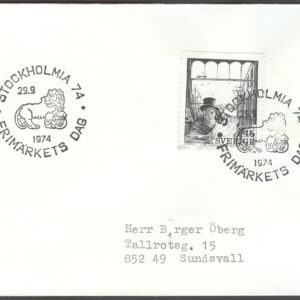 STOCKHOLMIA 74
29.9
1974
FRIMÄRKETS DAG
STOCKHOLMIA 74
1974
FRIMÄRKETS DAG
SVERIGE
Herr Birger Öberg
Tallrotsg. 15
852 49 Sundsvall